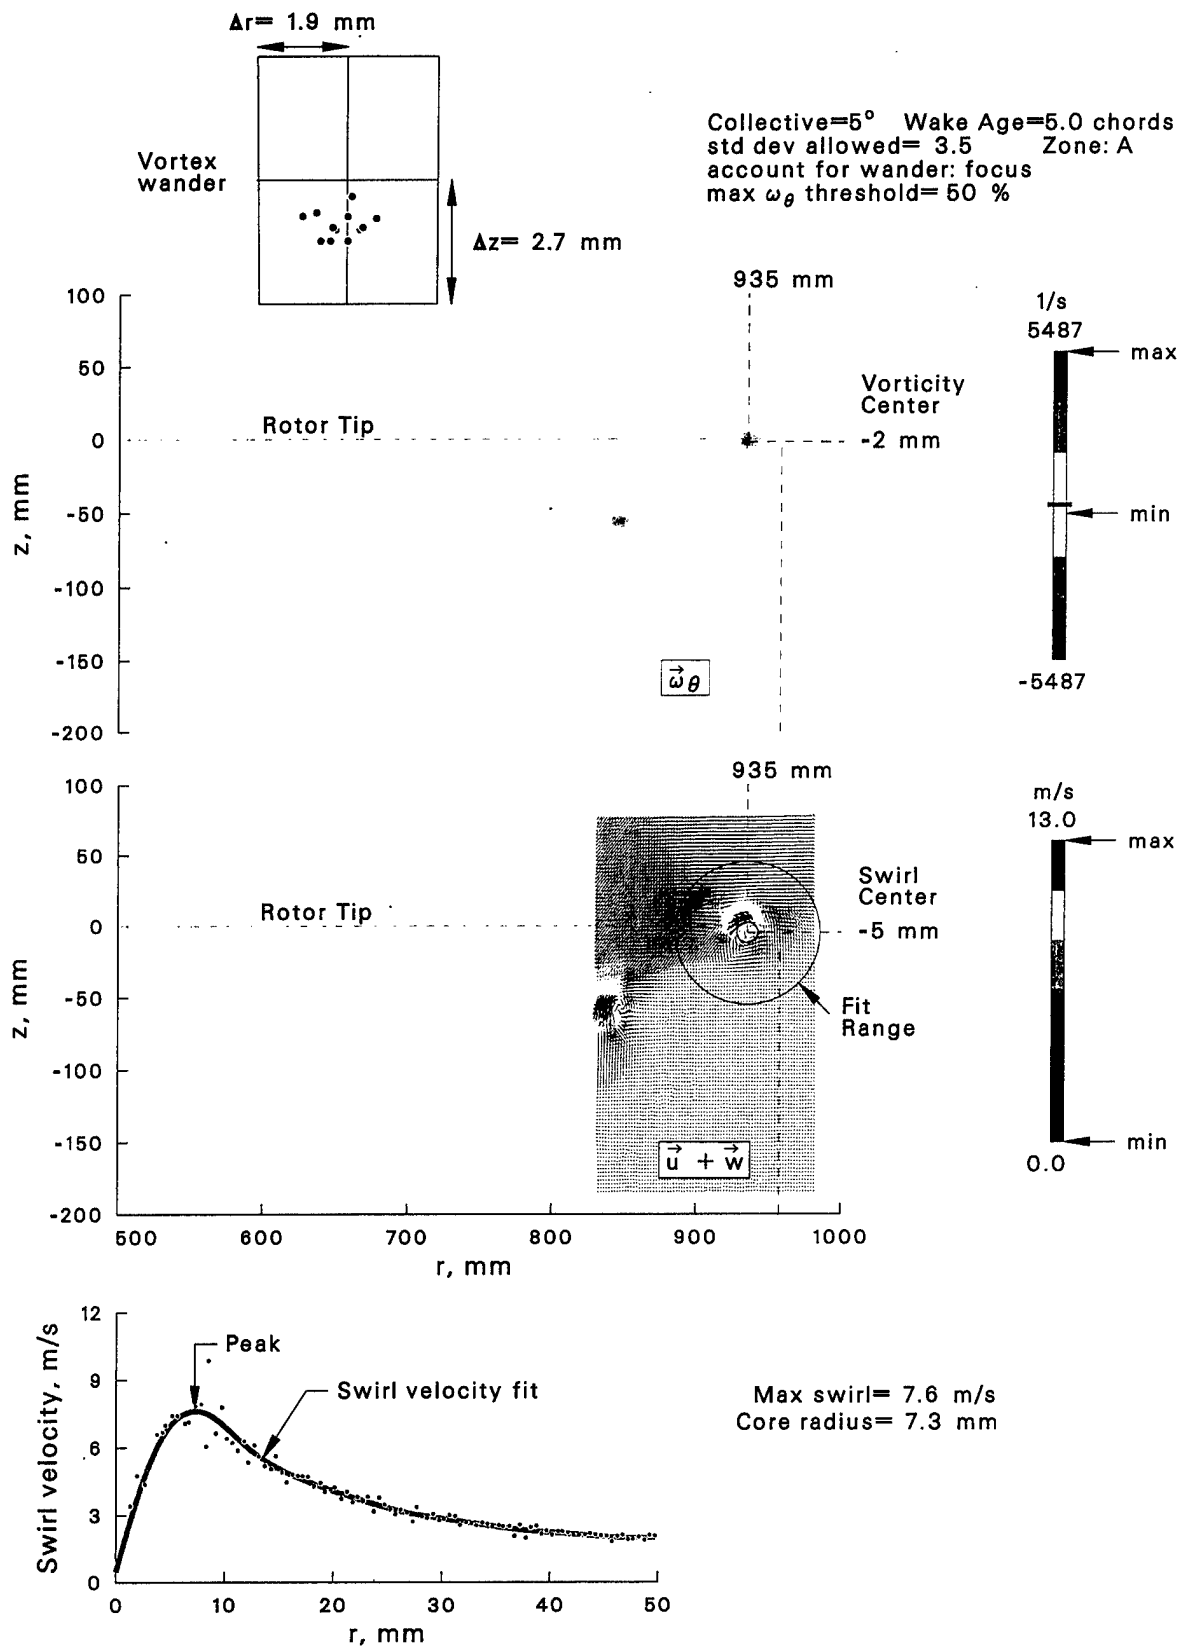 Δr= 1.9 mm
Vortex
wander
Δz= 2.7 mm
Collective=5° Wake Age=5.0 chords
std dev allowed= 3.5 Zone: A
account for wander: focus
max ω_θ threshold= 50 %
935 mm
100
50
0
-50
-100
-150
-200
z, mm
Rotor Tip
Vorticity
Center
-2 mm
ω⃗_θ
1/s
5487
max
min
-5487
935 mm
100
50
0
-50
-100
-150
-200
z, mm
Rotor Tip
Swirl
Center
-5 mm
Fit
Range
u⃗ + w⃗
m/s
13.0
max
min
0.0
500 600 700 800 900 1000
r, mm
12
9
6
3
0
Swirl velocity, m/s
Peak
Swirl velocity fit
Max swirl= 7.6 m/s
Core radius= 7.3 mm
0 10 20 30 40 50
r, mm